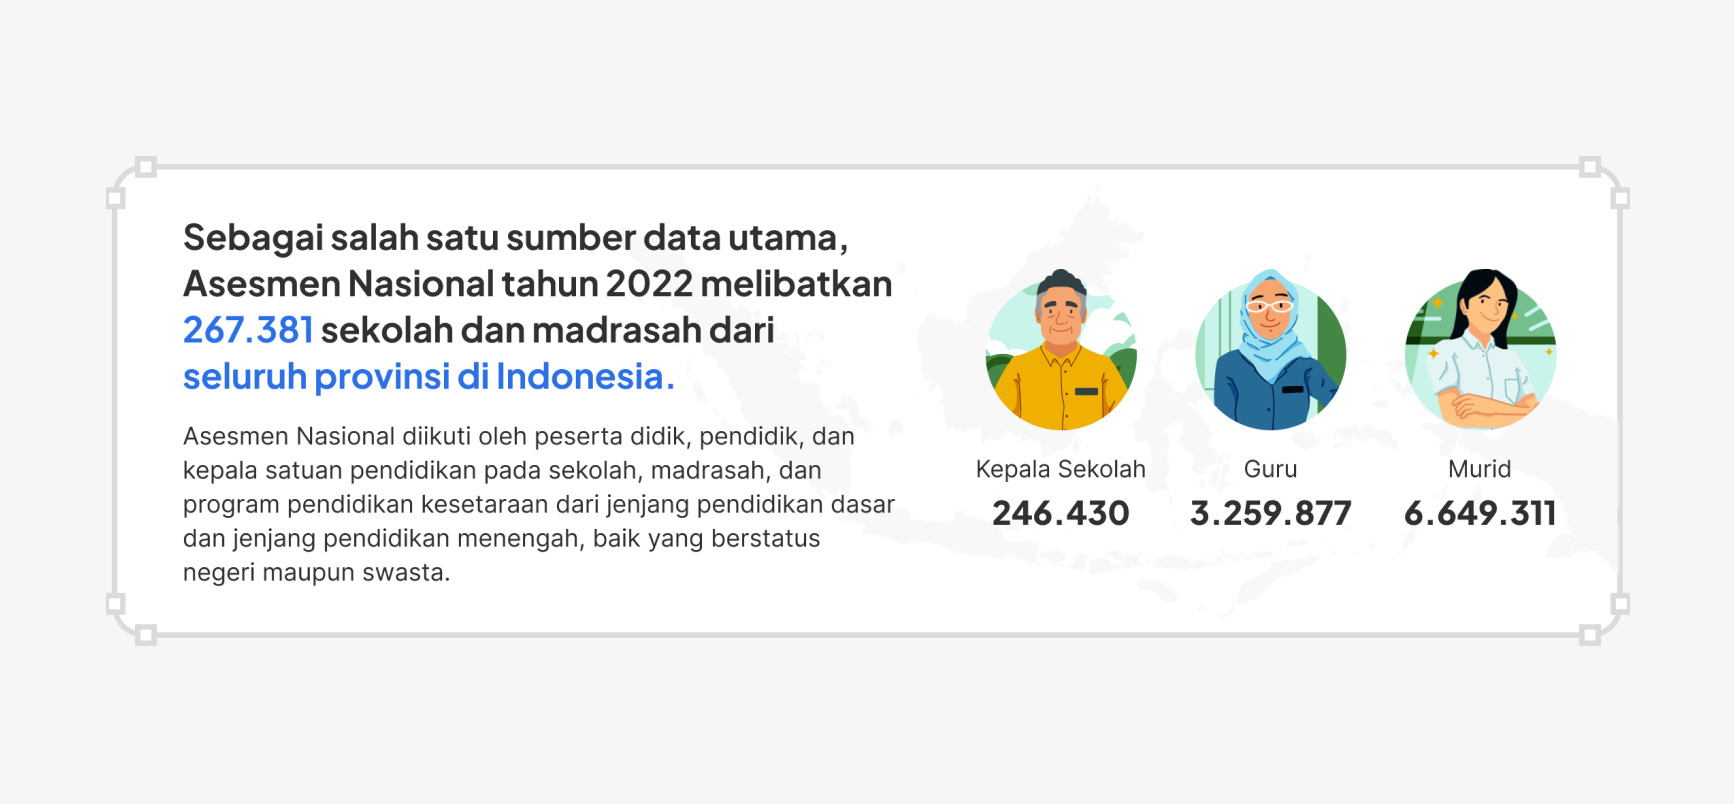 Sebagai salah satu sumber data utama,
Asesmen Nasional tahun 2022 melibatkan
267.381 sekolah dan madrasah dari
seluruh provinsi di Indonesia.
Asesmen Nasional diikuti oleh peserta didik, pendidik, dan
kepala satuan pendidikan pada sekolah, madrasah, dan
program pendidikan kesetaraan dari jenjang pendidikan dasar
dan jenjang pendidikan menengah, baik yang berstatus
negeri maupun swasta.
Kepala Sekolah
246.430
Guru
3.259.877
Murid
6.649.311